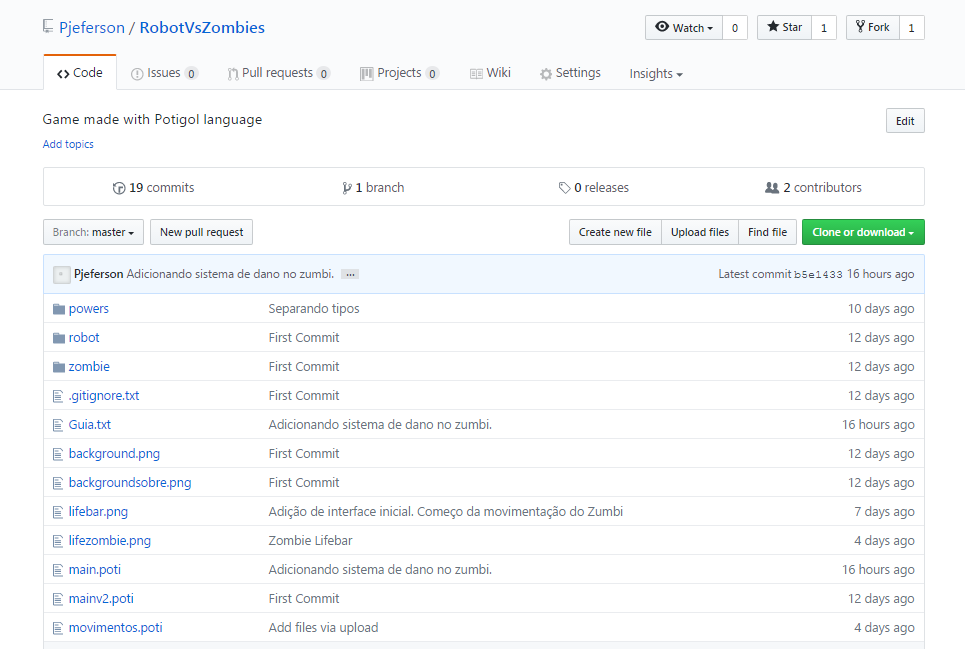 Pjeferson / RobotVsZombies
Watch 0 Star 1 Fork 1
Code Issues 0 Pull requests 0 Projects 0 Wiki Settings Insights
Game made with Potigol language
Edit
Add topics
19 commits 1 branch 0 releases 2 contributors
Branch: master New pull request Create new file Upload files Find file Clone or download
Pjeferson Adicionando sistema de dano no zumbi. ... Latest commit b5e1433 16 hours ago
powers Separando tipos 10 days ago
robot First Commit 12 days ago
zombie First Commit 12 days ago
.gitignore.txt First Commit 12 days ago
Guia.txt Adicionando sistema de dano no zumbi. 16 hours ago
background.png First Commit 12 days ago
backgroundsobre.png First Commit 12 days ago
lifebar.png Adição de interface inicial. Começo da movimentação do Zumbi 7 days ago
lifezombie.png Zombie Lifebar 4 days ago
main.poti Adicionando sistema de dano no zumbi. 16 hours ago
mainv2.poti First Commit 12 days ago
movimentos.poti Add files via upload 4 days ago